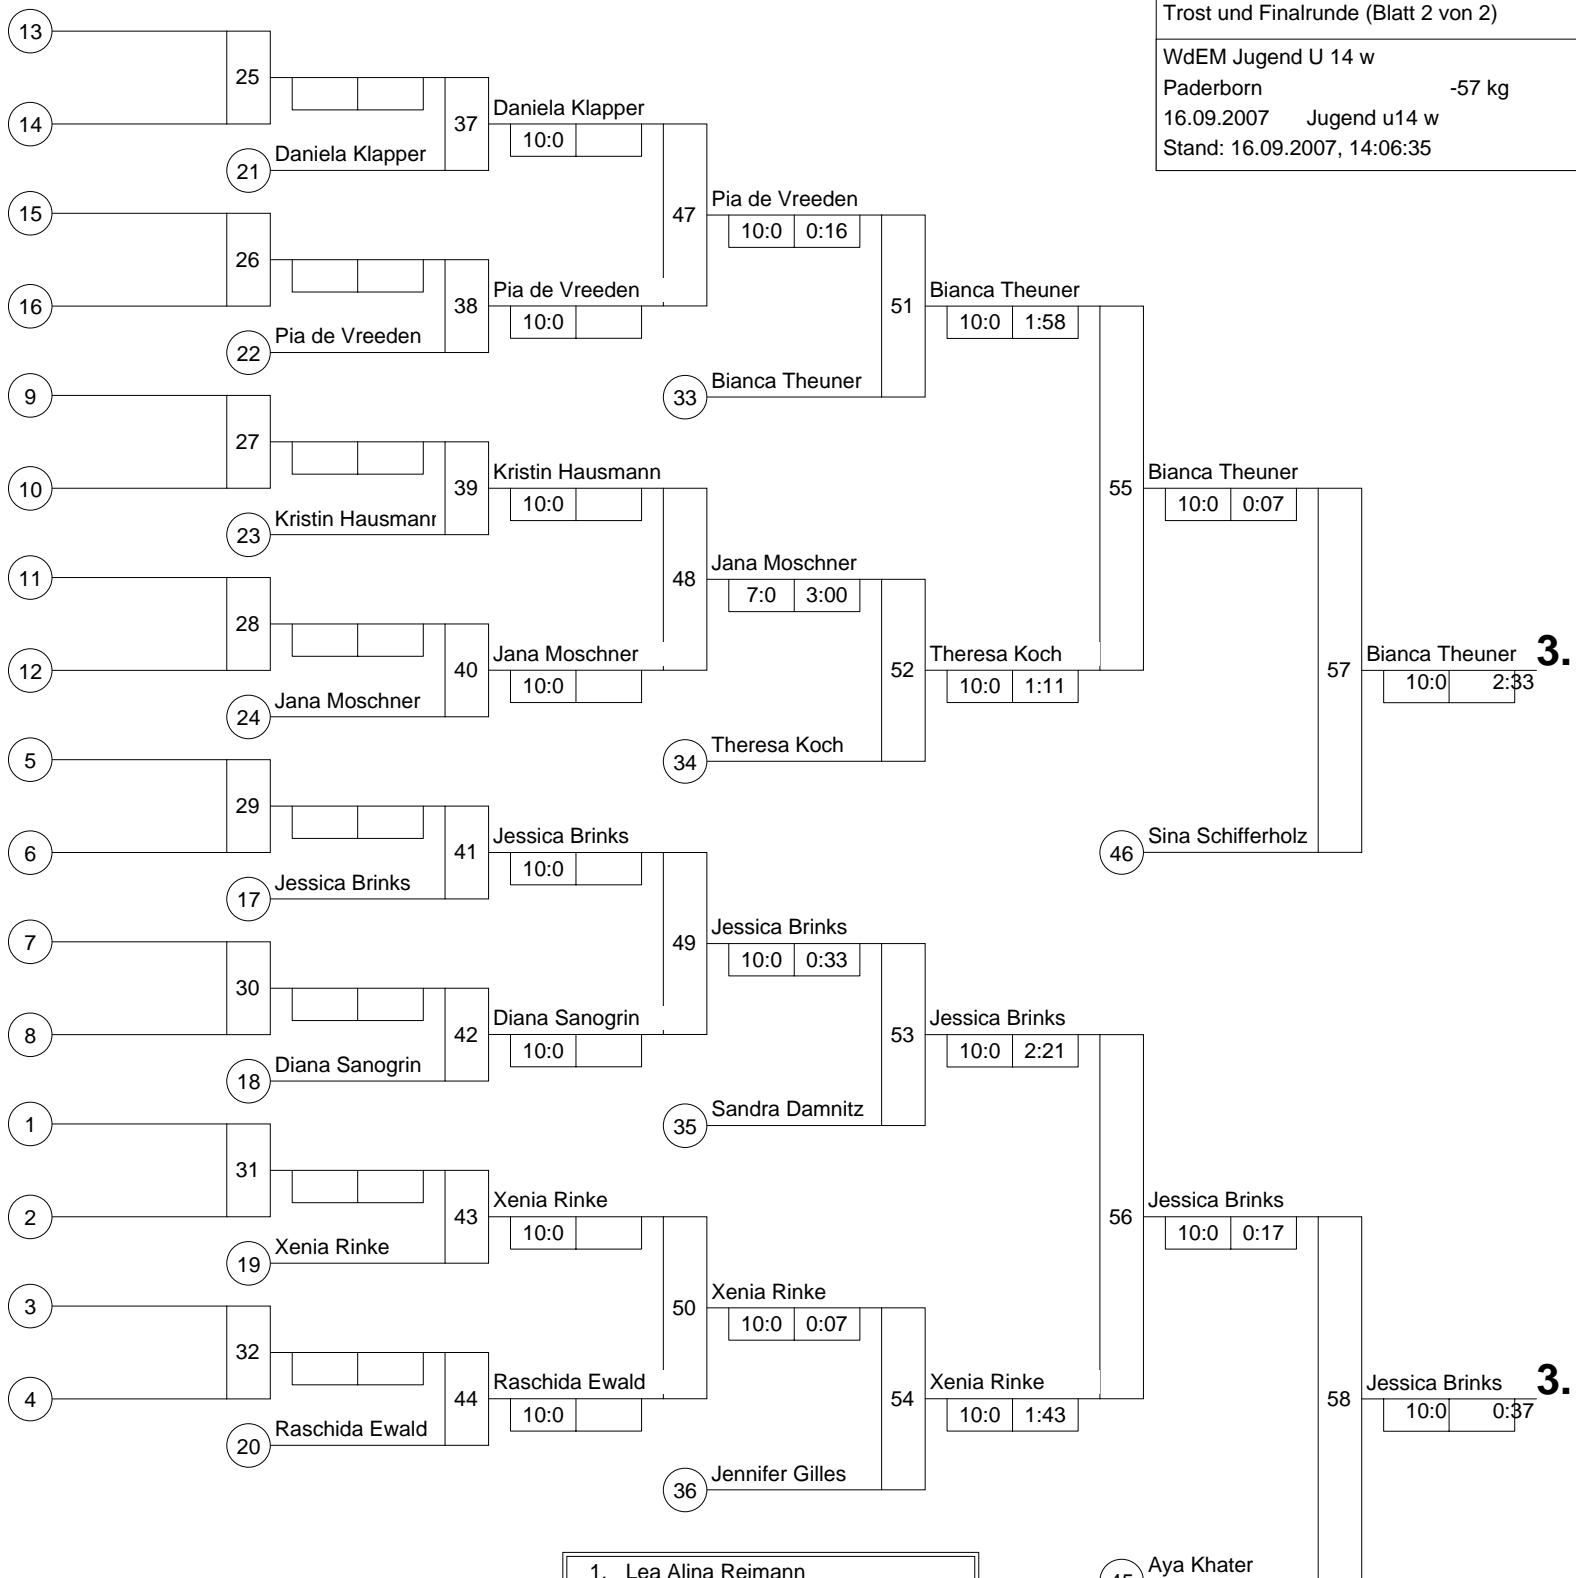 Trost und Finalrunde (Blatt 2 von 2)
WdEM Jugend U 14 w
Paderborn -57 kg
16.09.2007 Jugend u14 w
Stand: 16.09.2007, 14:06:35
13
25
14
37
Daniela Klapper
10:0
21
Daniela Klapper
15
47
Pia de Vreeden
10:0 0:16
26
16
38
Pia de Vreeden
10:0
22
Pia de Vreeden
51
Bianca Theuner
10:0 1:58
33
Bianca Theuner
9
27
10
39
Kristin Hausmann
10:0
23
Kristin Hausmann
55
Bianca Theuner
10:0 0:07
11
48
Jana Moschner
7:0 3:00
28
12
40
Jana Moschner
10:0
24
Jana Moschner
52
Theresa Koch
10:0 1:11
57
Bianca Theuner 3.
10:0 2:33
34
Theresa Koch
5
29
6
41
Jessica Brinks
10:0
46
Sina Schifferholz
17
Jessica Brinks
7
49
Jessica Brinks
10:0 0:33
30
8
42
Diana Sanogrin
10:0
18
Diana Sanogrin
53
Jessica Brinks
10:0 2:21
35
Sandra Damnitz
1
31
2
43
Xenia Rinke
10:0
19
Xenia Rinke
56
Jessica Brinks
10:0 0:17
3
50
Xenia Rinke
10:0 0:07
32
4
44
Raschida Ewald
10:0
20
Raschida Ewald
54
Xenia Rinke
10:0 1:43
58
Jessica Brinks 3.
10:0 0:37
36
Jennifer Gilles
1. Lea Alina Reimann
45
Aya Khater